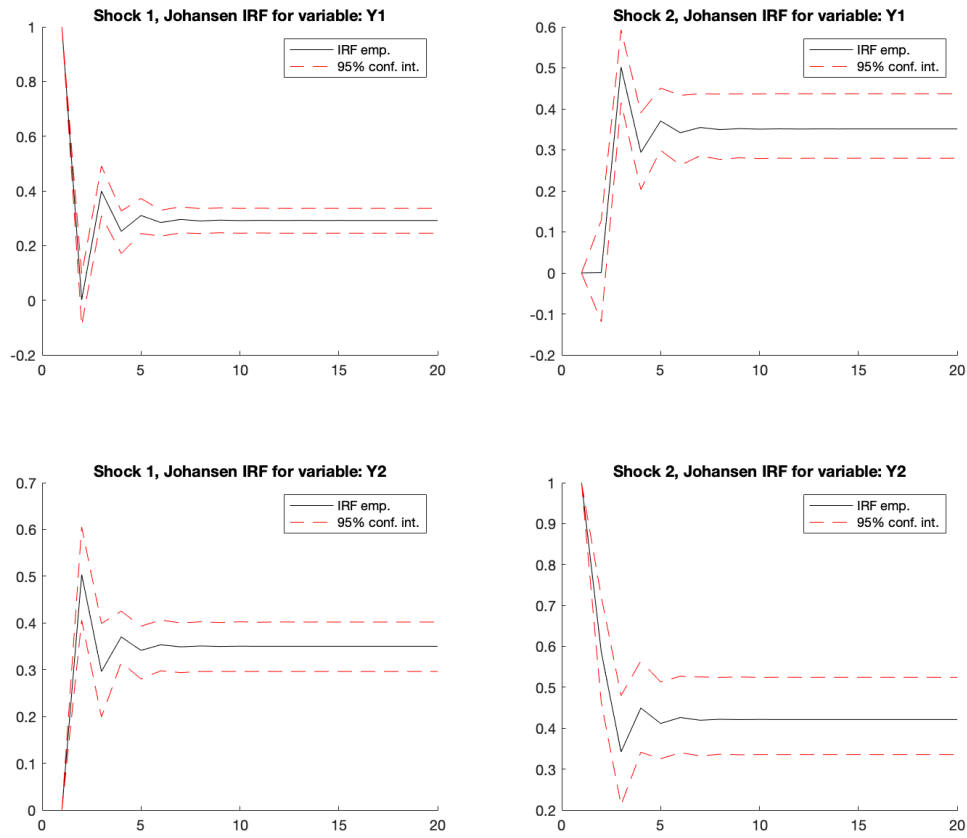 Shock 1, Johansen IRF for variable: Y1
1
0.8
0.6
0.4
0.2
0
-0.2
0 5 10 15 20
IRF emp.
95% conf. int.
Shock 2, Johansen IRF for variable: Y1
0.6
0.5
0.4
0.3
0.2
0.1
0
-0.1
-0.2
0 5 10 15 20
IRF emp.
95% conf. int.
Shock 1, Johansen IRF for variable: Y2
0.7
0.6
0.5
0.4
0.3
0.2
0.1
0
0 5 10 15 20
IRF emp.
95% conf. int.
Shock 2, Johansen IRF for variable: Y2
1
0.9
0.8
0.7
0.6
0.5
0.4
0.3
0.2
0 5 10 15 20
IRF emp.
95% conf. int.